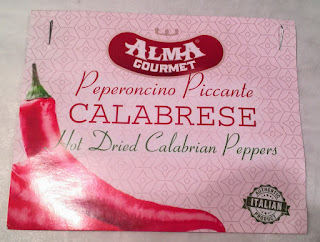 ALMA
GOURMET
Peperoncino Piccante
CALABRESE
Hot Dried Calabrian Peppers
AUTHENTIC
ITALIAN
PRODUCT